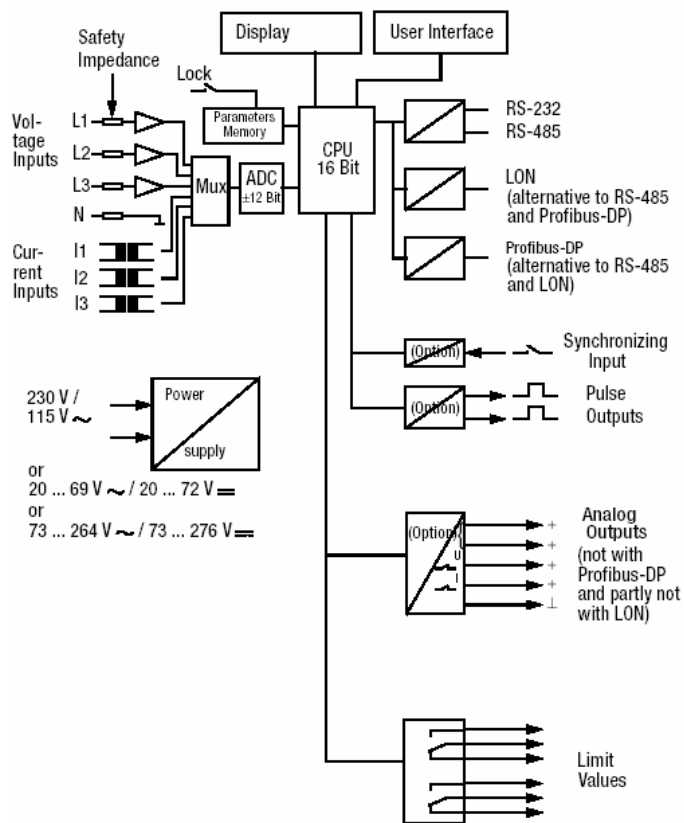 Display
User Interface
Safety
Impedance
Lock
Parameters
Memory
CPU
16 Bit
RS-232
RS-485
Vol-
tage
Inputs
L1
L2
L3
N
Mux
ADC
±12 Bit
LON
(alternative to RS-485
and Profibus-DP)
Cur-
rent
Inputs
I1
I2
I3
Profibus-DP
(alternative to RS-485
and LON)
(Option)
Synchronizing
Input
(Option)
Pulse
Outputs
230 V /
115 V ~
Power
supply
or
20 ... 69 V ~ / 20 ... 72 V ⎓
or
73 ... 264 V ~ / 73 ... 276 V ⎓
(Option)
U
I
+
+
+
+
⊥
Analog
Outputs
(not with
Profibus-DP
and partly not
with LON)
Limit
Values